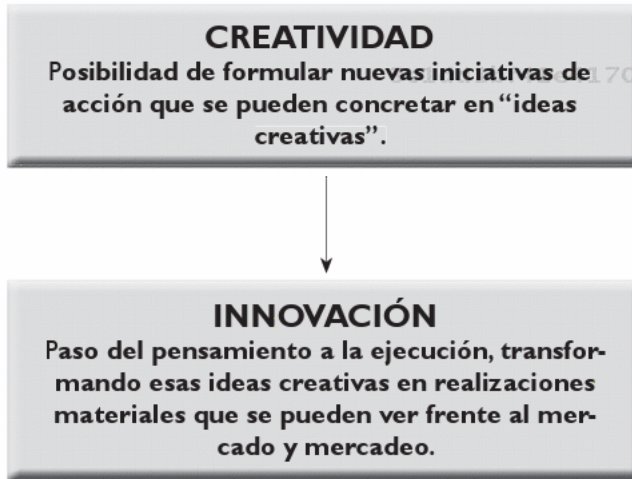 CREATIVIDAD
Posibilidad de formular nuevas iniciativas de
acción que se pueden concretar en “ideas
creativas”.
INNOVACIÓN
Paso del pensamiento a la ejecución, transfor-
mando esas ideas creativas en realizaciones
materiales que se pueden ver frente al mer-
cado y mercadeo.